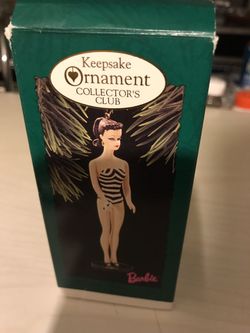 Keepsake
Ornament
COLLECTOR'S
CLUB
Barbie